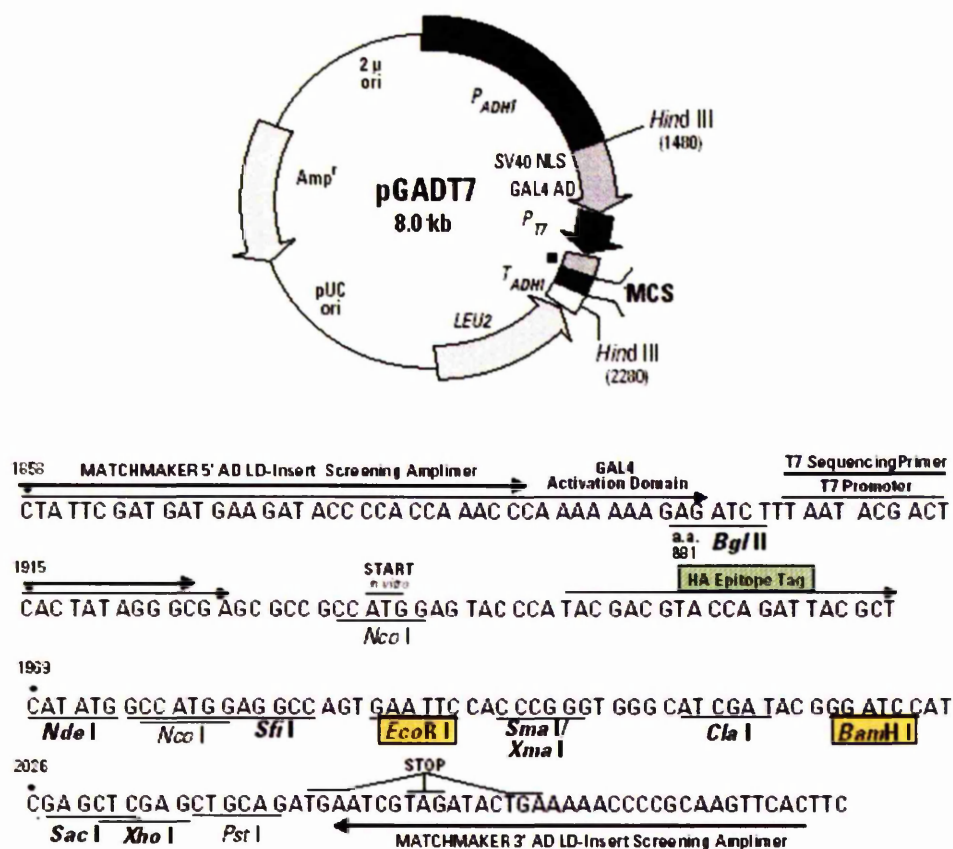 2 μ
ori
P ADH1
Hind III
(1480)
SV40 NLS
GAL4 AD
Amp r
pGADT7
8.0 kb
P T7
T ADH1
MCS
pUC
ori
LEU2
Hind III
(2280)
MATCHMAKER 5' AD LD-Insert Screening Amplimer
GAL4
Activation Domain
T7 Sequencing Primer
T7 Promoter
CTA TTC GAT GAT GAA GAT ACC CCA CCA AAC CCA AAA AAA GAG ATC TTT AAT ACG ACT
a.a.
881
Bgl II
1915
START
in vitro
HA Epitope Tag
CAC TAT AGG GCG AGC GCC GCC ATG GAG TAC CCA TAC GAC GTA CCA GAT TAC GCT
Nco I
CAT ATG GCC ATG GAG GCC AGT GAA TTC CAC CCG GGT GGG CAT CGA TAC GGG ATC CAT
Nde I Nco I Sfi I EcoR I Sma I/ Cla I BamH I
Xma I
2026
STOP
CGA GCT CGA GCT GCA GAT GAATCGTAGATACTGAAAAACCCCGCAAGTTCACTTC
Sac I Xho I Pst I
MATCHMAKER 3' AD LD-Insert Screening Amplimer